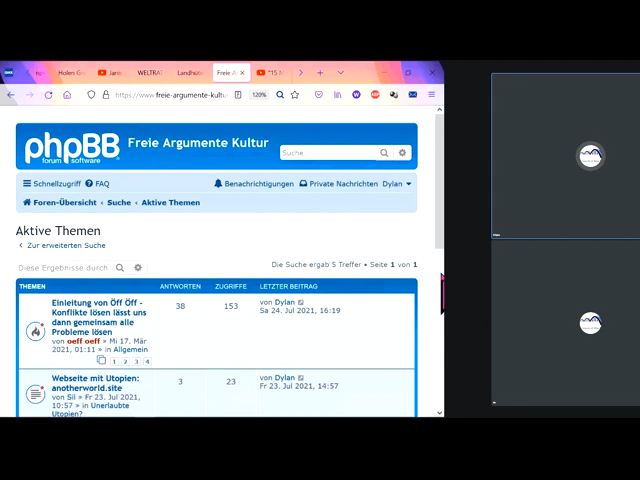 Holen Ge
WELTRAT
Landhote
Freie A
"15 M
https://www.freie-argumente-kultu
120%
phpBB
forum software
Freie Argumente Kultur
Suche
Schnellzugriff FAQ
Benachrichtigungen Private Nachrichten Dylan
Foren-Übersicht ‹ Suche ‹ Aktive Themen
Aktive Themen
Zur erweiterten Suche
Diese Ergebnisse durch
Die Suche ergab 5 Treffer • Seite 1 von 1
THEMEN ANTWORTEN ZUGRIFFE LETZTER BEITRAG
Einleitung von Öff Öff -
Konflikte lösen lässt uns
dann gemeinsam alle
Probleme lösen
von oeff oeff » Mi 17. Mär
2021, 01:11 » in Allgemein
1 2 3 4
38
153
von Dylan
Sa 24. Jul 2021, 16:19
Webseite mit Utopien:
anotherworld.site
von Sil » Fr 23. Jul 2021,
10:57 » in Unerlaubte
Utopien?
3
23
von Dylan
Fr 23. Jul 2021, 14:57